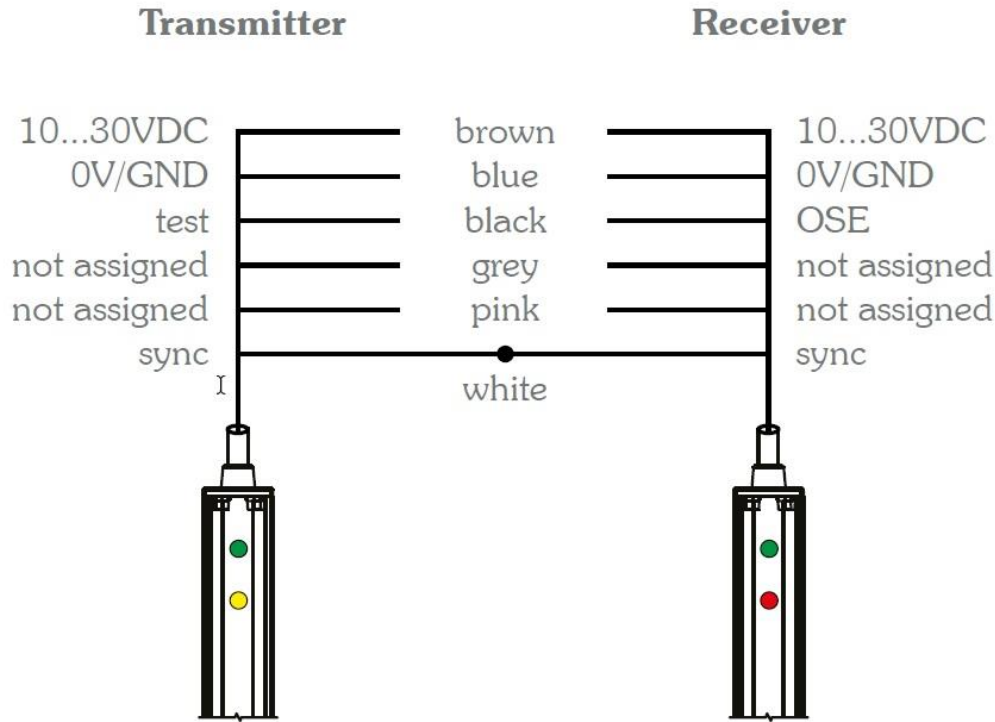 Transmitter Receiver
10...30VDC brown 10...30VDC
0V/GND blue 0V/GND
test black OSE
not assigned grey not assigned
not assigned pink not assigned
sync sync
white